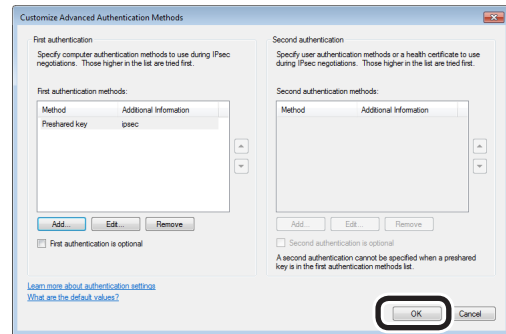 Customize Advanced Authentication Methods
First authentication
Specify computer authentication methods to use during IPsec
negotiations. Those higher in the list are tried first.
First authentication methods:
Method Additional Information
Preshared key ipsec
Add... Edit... Remove
First authentication is optional
Second authentication
Specify user authentication methods or a health certificate to use
during IPsec negotiations. Those higher in the list are tried first.
Second authentication methods:
Method Additional Information
Add... Edit... Remove
Second authentication is optional
A second authentication cannot be specified when a preshared
key is in the first authentication methods list.
Learn more about authentication settings
What are the default values?
OK Cancel